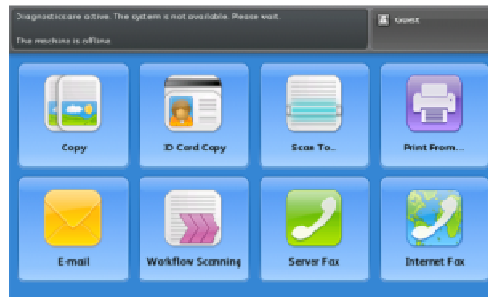 Diagnostics are active. The system is not available. Please wait.
Guest
The machine is offline
Copy
ID Card Copy
Scan To...
Print From...
E-mail
Workflow Scanning
Server Fax
Internet Fax